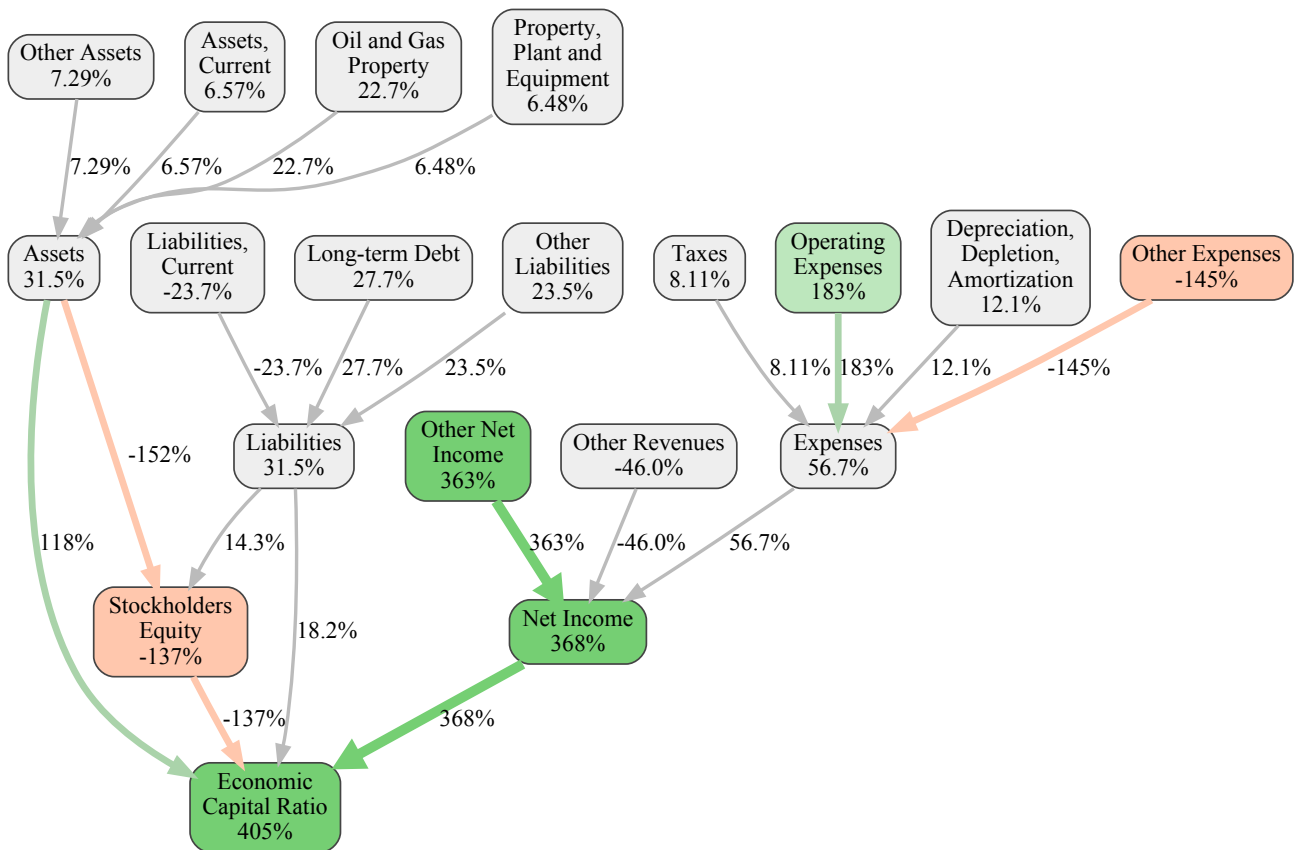 Other Assets
7.29%
Assets,
Current
6.57%
Oil and Gas
Property
22.7%
Property,
Plant and
Equipment
6.48%
7.29%
6.57%
22.7%
6.48%
Assets
31.5%
Liabilities,
Current
-23.7%
Long-term Debt
27.7%
Other
Liabilities
23.5%
Taxes
8.11%
Operating
Expenses
183%
Depreciation,
Depletion,
Amortization
12.1%
Other Expenses
-145%
-23.7%
27.7%
23.5%
8.11%
183%
12.1%
-145%
-152%
Liabilities
31.5%
Other Net
Income
363%
Other Revenues
-46.0%
Expenses
56.7%
118%
14.3%
363%
-46.0%
56.7%
Stockholders
Equity
-137%
18.2%
Net Income
368%
-137%
368%
Economic
Capital Ratio
405%